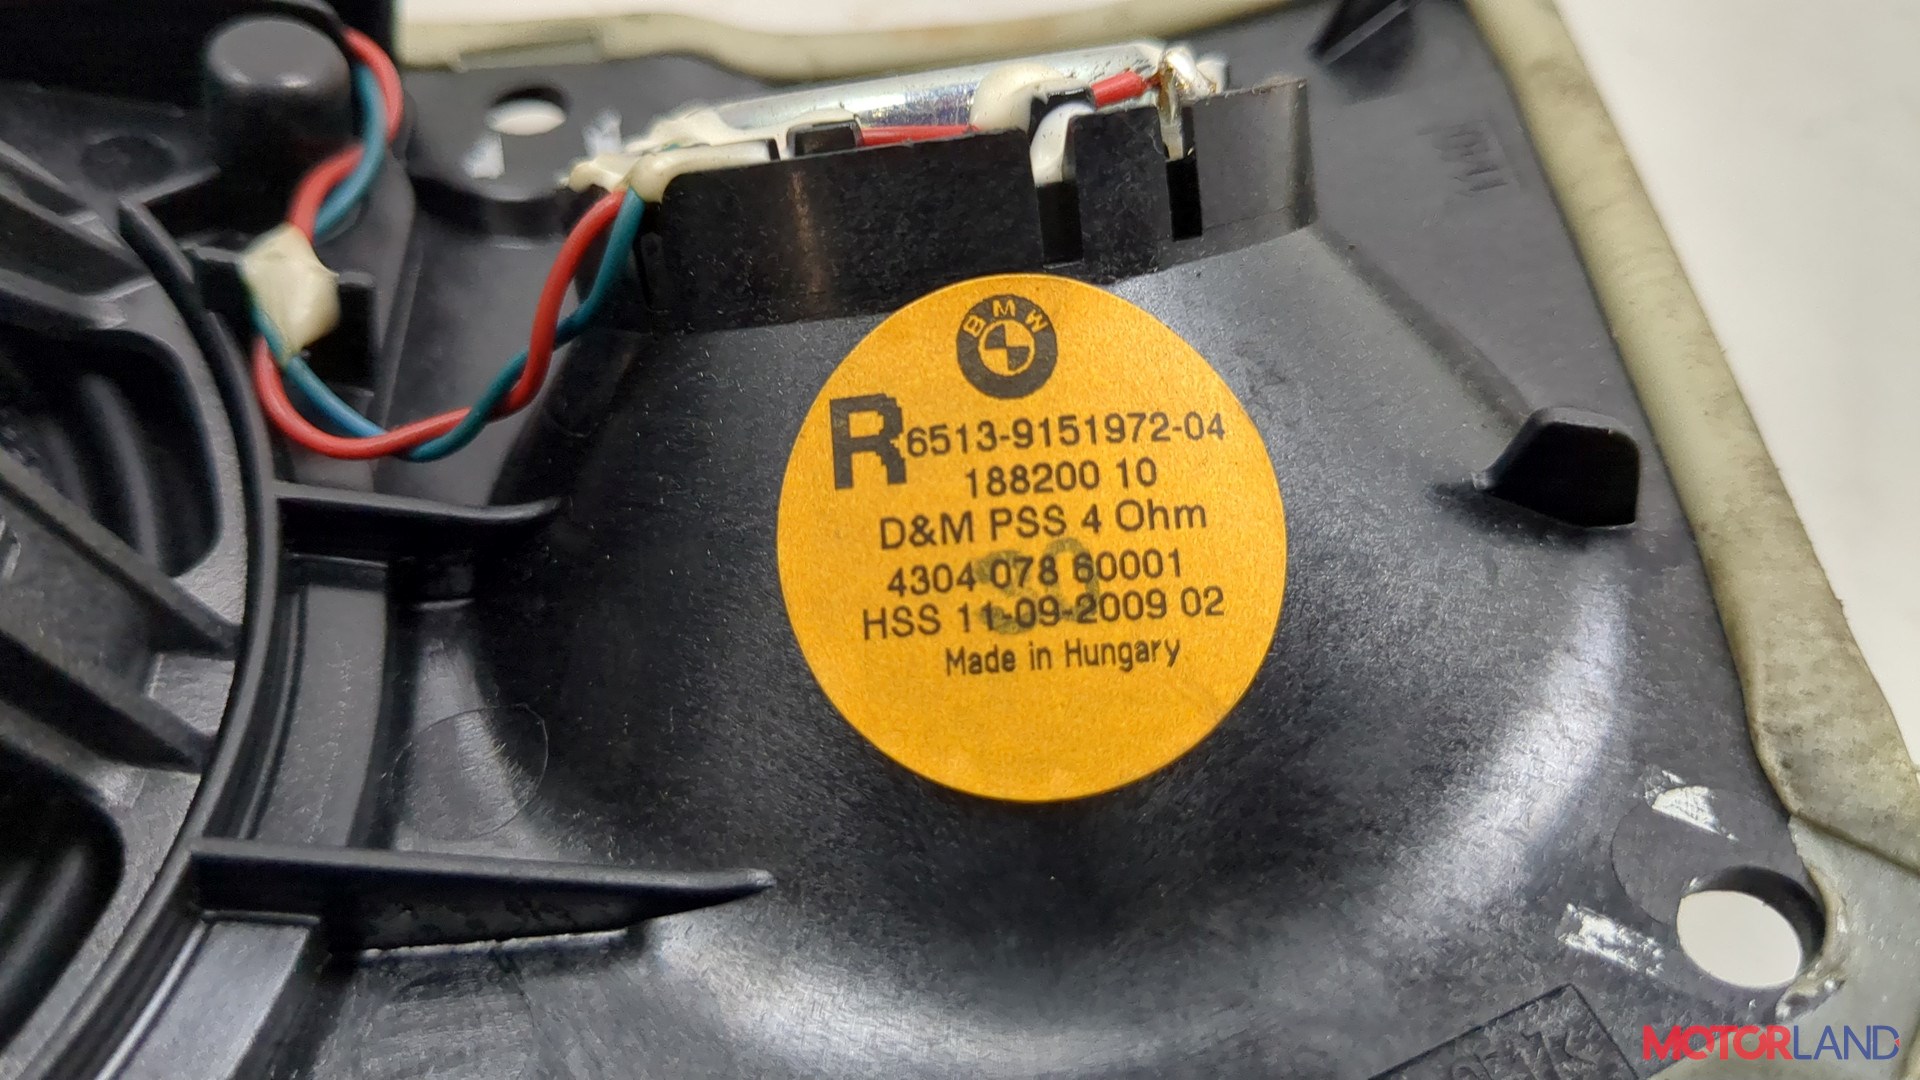 BMW
R 6513-9151972-04
188200 10
D&M PSS 4 Ohm
4304 078 60001
HSS 11-09-2009 02
Made in Hungary
MOTORLAND